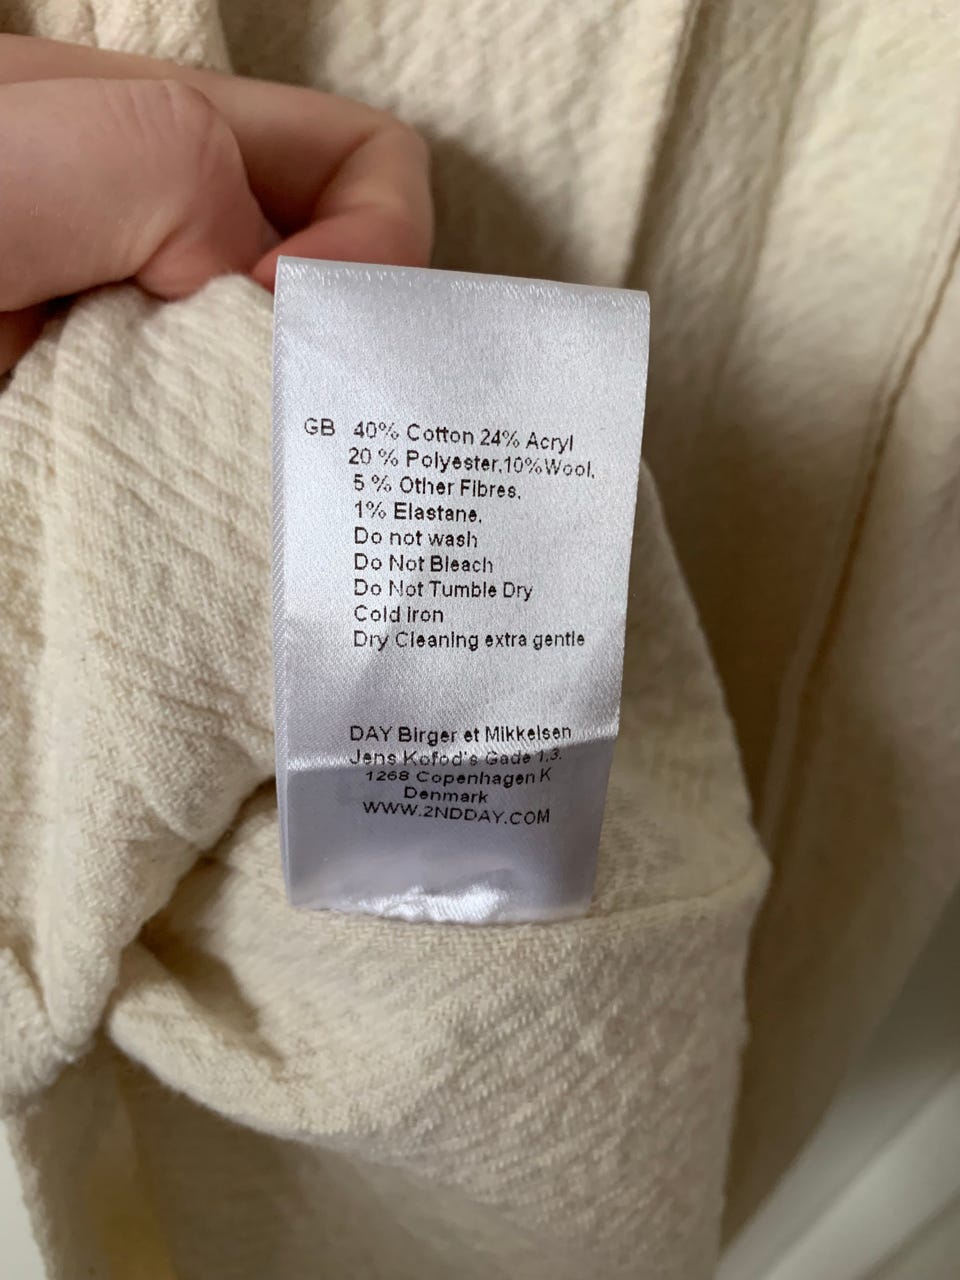 GB 40% Cotton 24% Acryl
20 % Polyester,10%Wool,
5 % Other Fibres,
1% Elastane,
Do not wash
Do Not Bleach
Do Not Tumble Dry
Cold iron
Dry Cleaning extra gentle
DAY Birger et Mikkelsen
Jens Kofod's Gade 1,3.
1268 Copenhagen K
Denmark
WWW.2NDDAY.COM